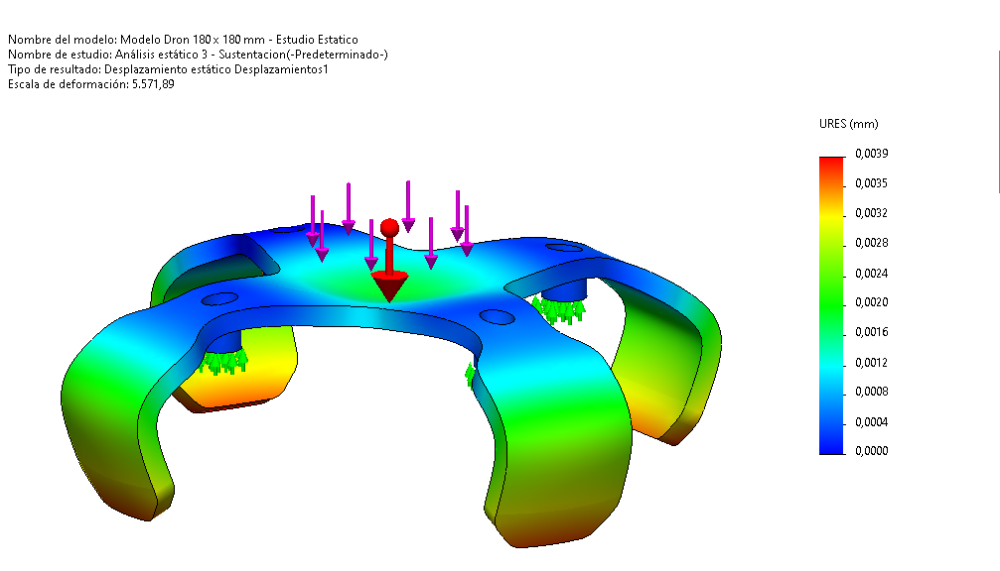 Nombre del modelo: Modelo Dron 180 x 180 mm - Estudio Estatico
Nombre de estudio: Análisis estático 3 - Sustentacion(-Predeterminado-)
Tipo de resultado: Desplazamiento estático Desplazamientos1
Escala de deformación: 5.571,89
URES (mm)
0,0039
0,0035
0,0032
0,0028
0,0024
0,0020
0,0016
0,0012
0,0008
0,0004
0,0000